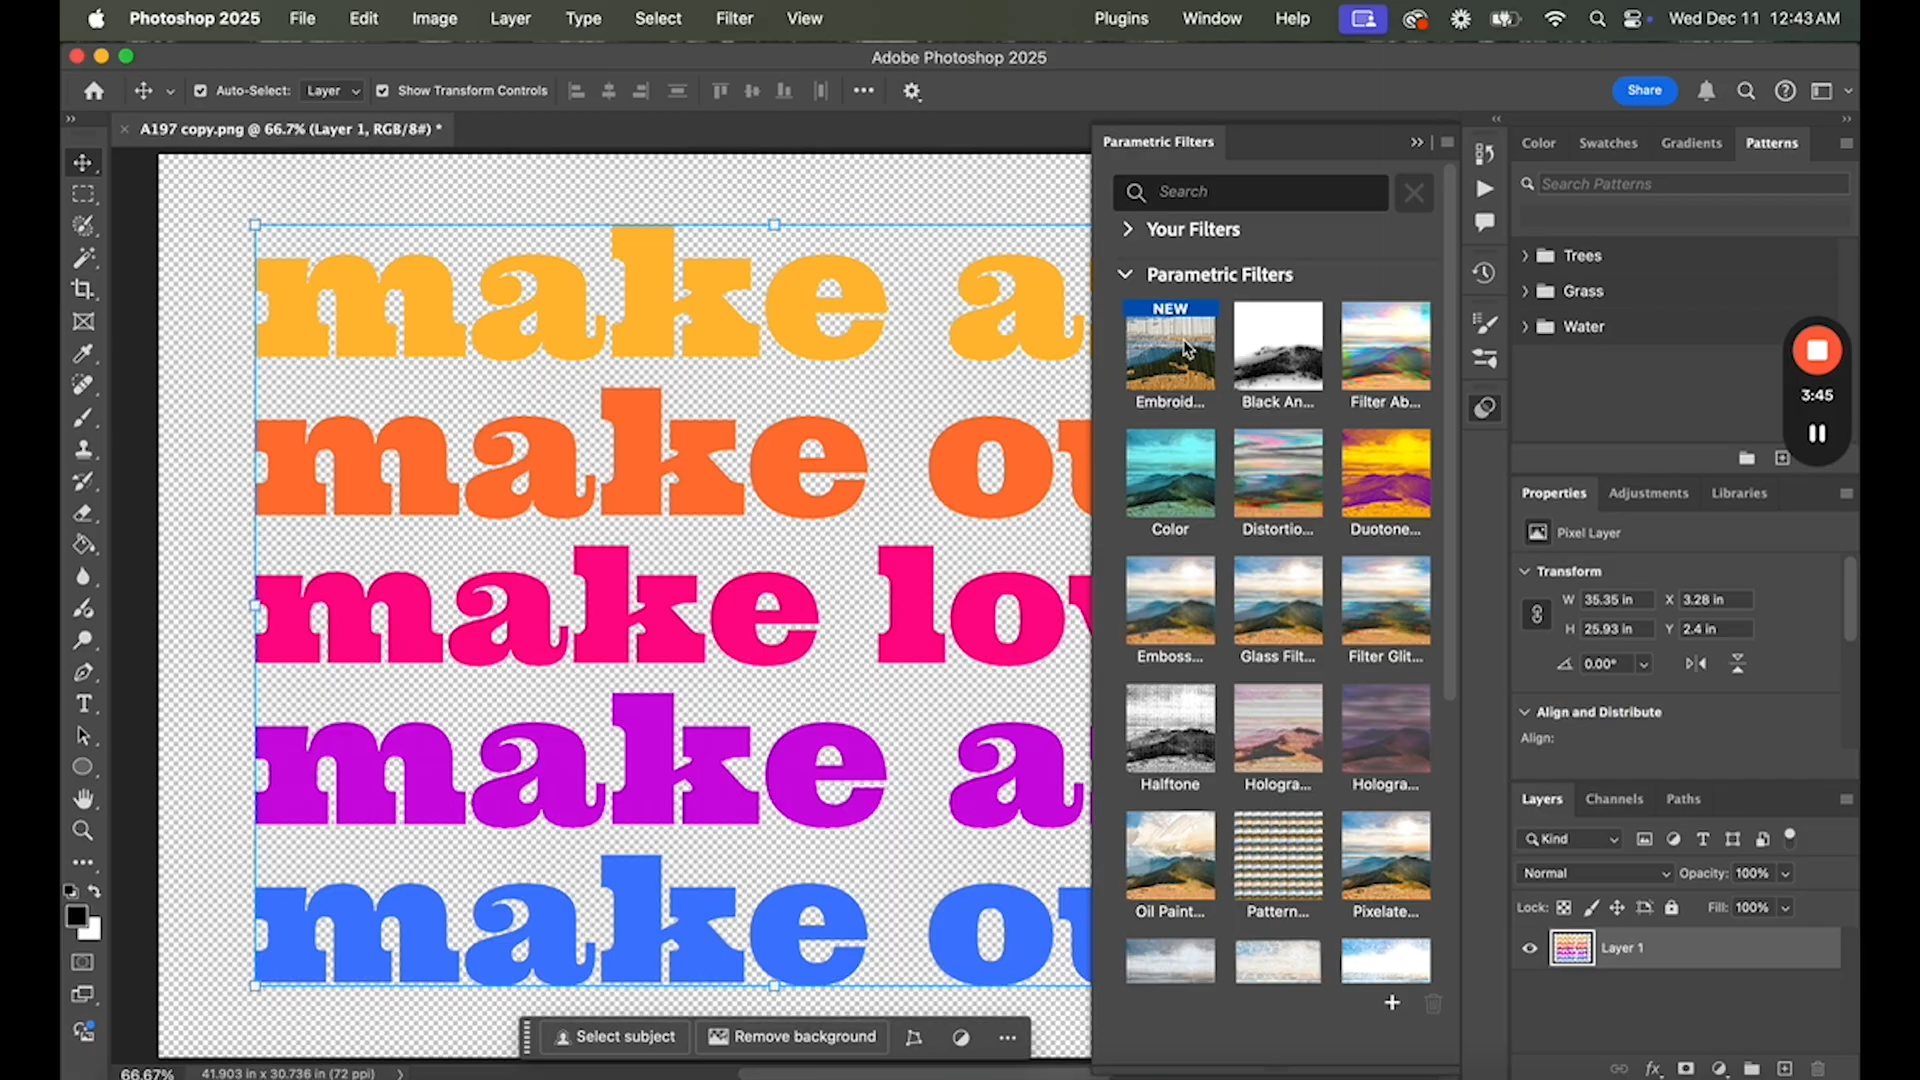 Photoshop 2025 File Edit Image Layer Type Select Filter View Plugins Window Help Wed Dec 11 12:43 AM
Adobe Photoshop 2025
Auto-Select: Layer Show Transform Controls Share
A197 copy.png @ 66.7% (Layer 1, RGB/8#) *
make a
make o
make lo
make a
make o
Select subject Remove background
66.67% 41.903 in x 30.736 in (72 ppi)
Parametric Filters
Search
Your Filters
Parametric Filters
NEW
Embroid... Black An... Filter Ab...
Color Distortio... Duotone...
Emboss... Glass Filt... Filter Glit...
Halftone Hologra... Hologra...
Oil Paint... Pattern... Pixelate...
Color Swatches Gradients Patterns
Search Patterns
Trees
Grass
Water
3:45
Properties Adjustments Libraries
Pixel Layer
Transform
W 35.35 in X 3.28 in
H 25.93 in Y 2.4 in
0.00°
Align and Distribute
Align:
Layers Channels Paths
Kind
Normal Opacity: 100%
Lock: Fill: 100%
Layer 1
fx